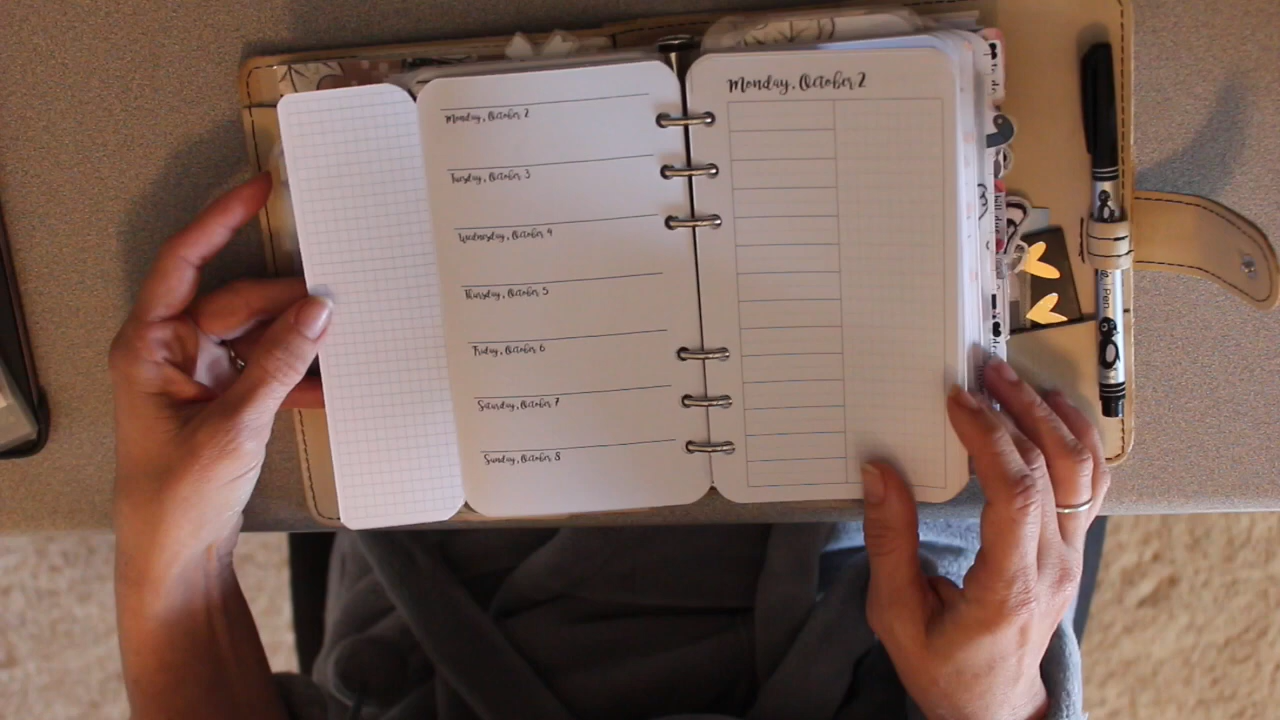 Monday, October 2
Tuesday, October 3
Wednesday, October 4
Thursday, October 5
Friday, October 6
Saturday, October 7
Sunday, October 8
Monday, October 2
Pen